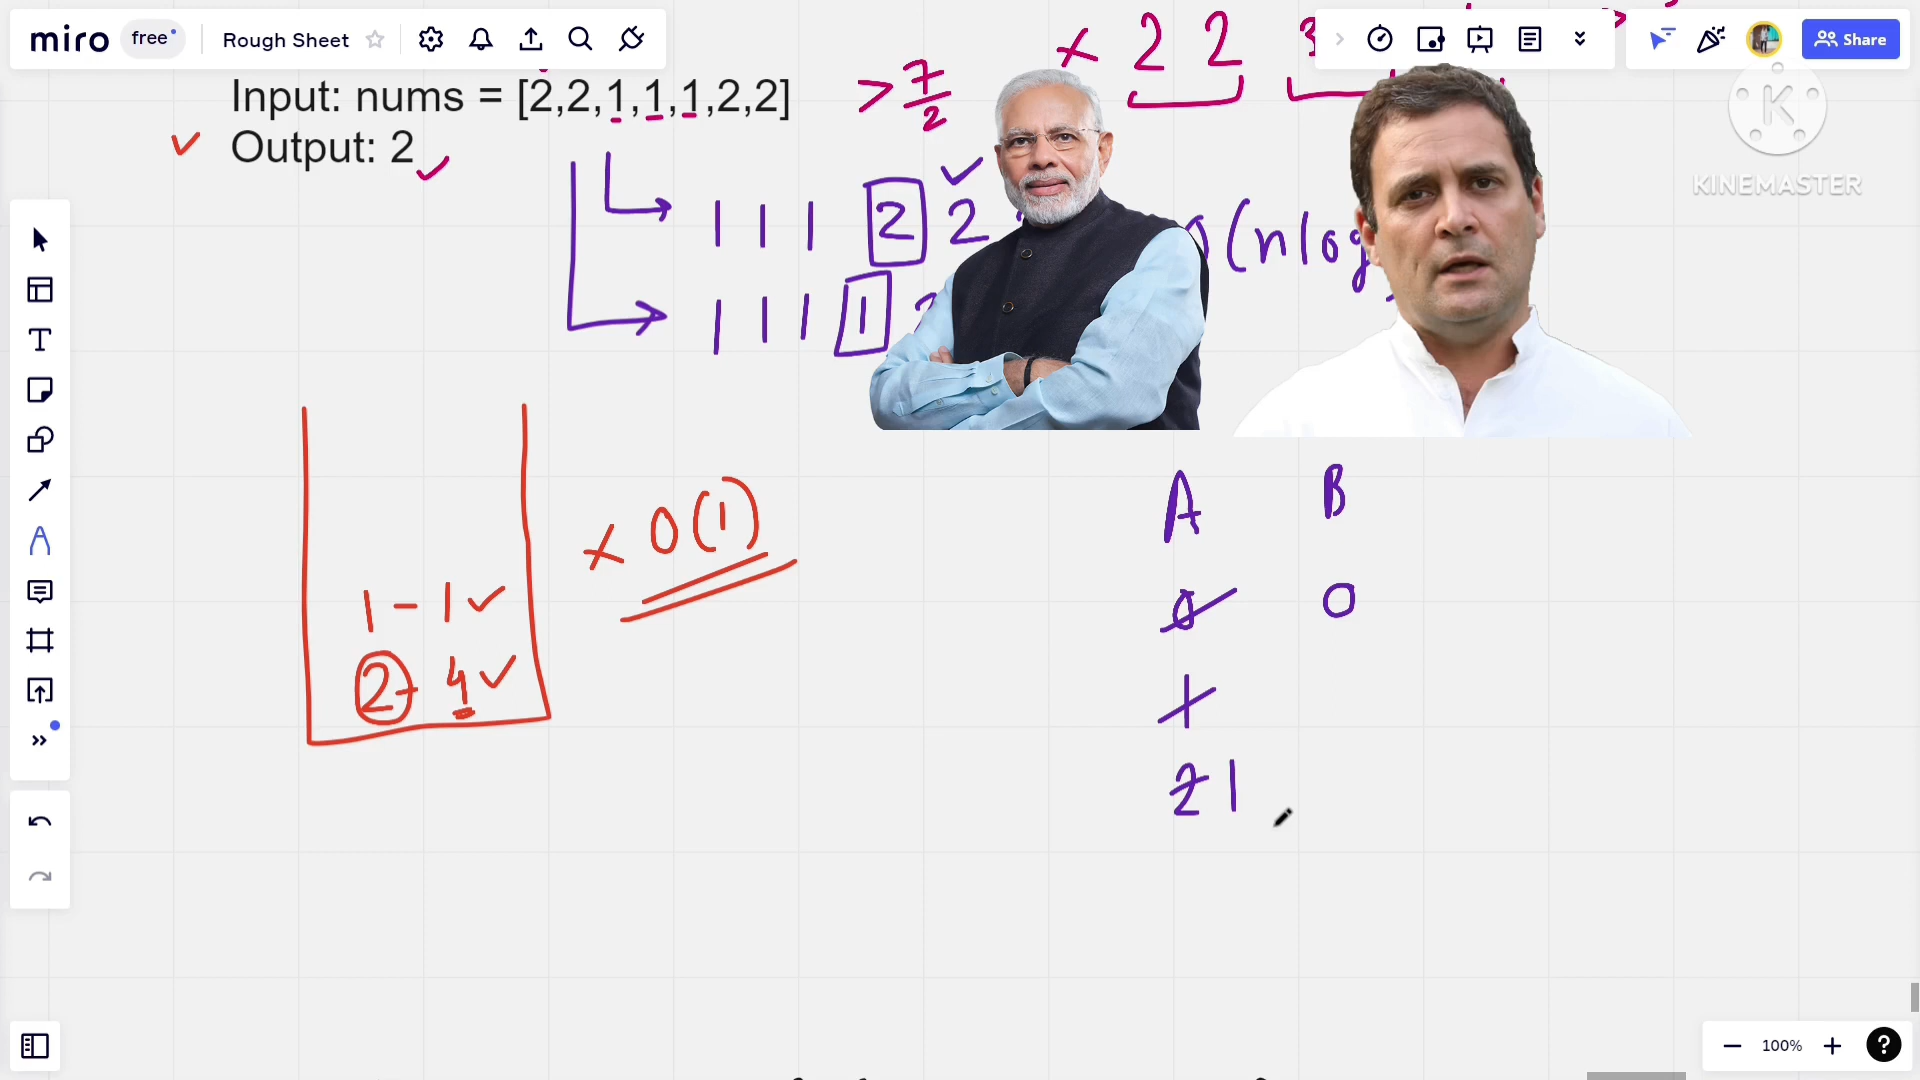 miro free Rough Sheet Share
x 2 2
Input: nums = [2,2,1,1,1,2,2] > 7/2
Output: 2
KINEMASTER
1 1 1 2 2 (nlog
1 1 1 1
A B
x O(1)
1 - 1
0 0
2 - 4
1
2 1
100%